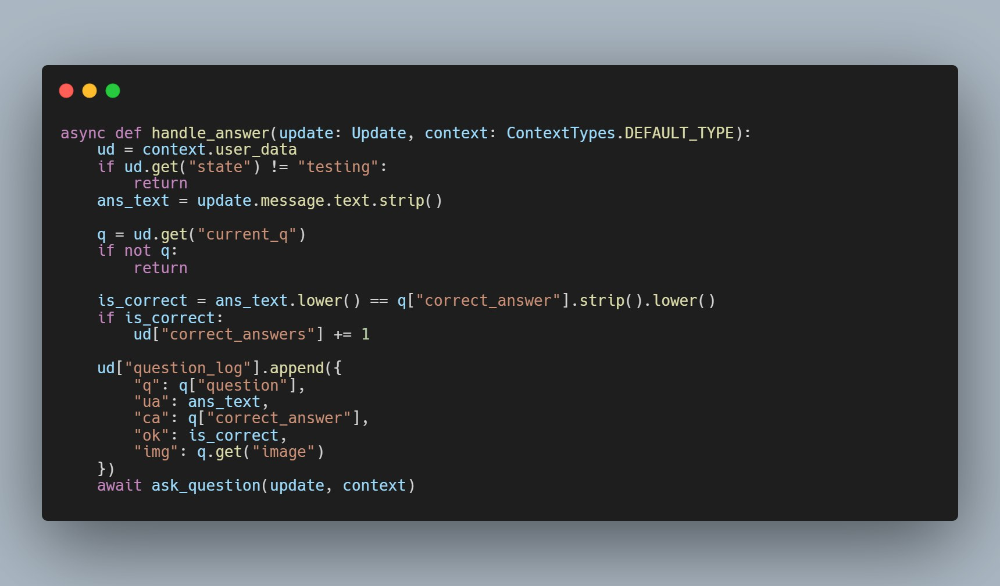 async def handle_answer(update: Update, context: ContextTypes.DEFAULT_TYPE):
    ud = context.user_data
    if ud.get("state") != "testing":
        return
    ans_text = update.message.text.strip()

    q = ud.get("current_q")
    if not q:
        return

    is_correct = ans_text.lower() == q["correct_answer"].strip().lower()
    if is_correct:
        ud["correct_answers"] += 1

    ud["question_log"].append({
        "q": q["question"],
        "ua": ans_text,
        "ca": q["correct_answer"],
        "ok": is_correct,
        "img": q.get("image")
    })
    await ask_question(update, context)